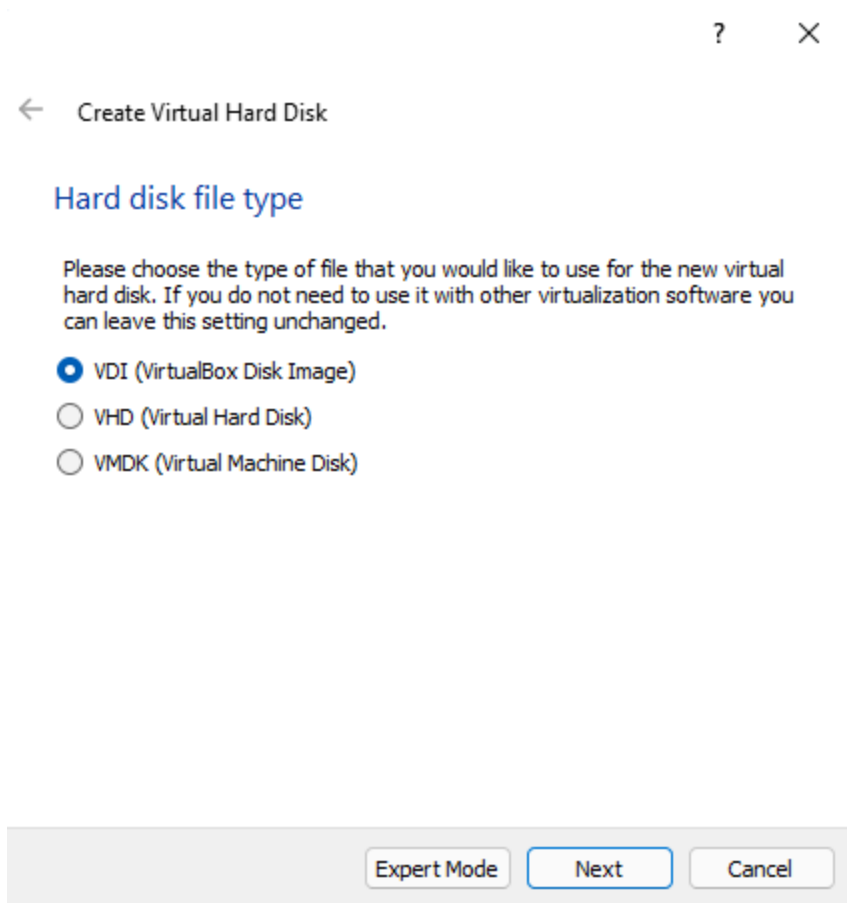 ?
Create Virtual Hard Disk
Hard disk file type
Please choose the type of file that you would like to use for the new virtual
hard disk. If you do not need to use it with other virtualization software you
can leave this setting unchanged.
VDI (VirtualBox Disk Image)
VHD (Virtual Hard Disk)
VMDK (Virtual Machine Disk)
Expert Mode Next Cancel